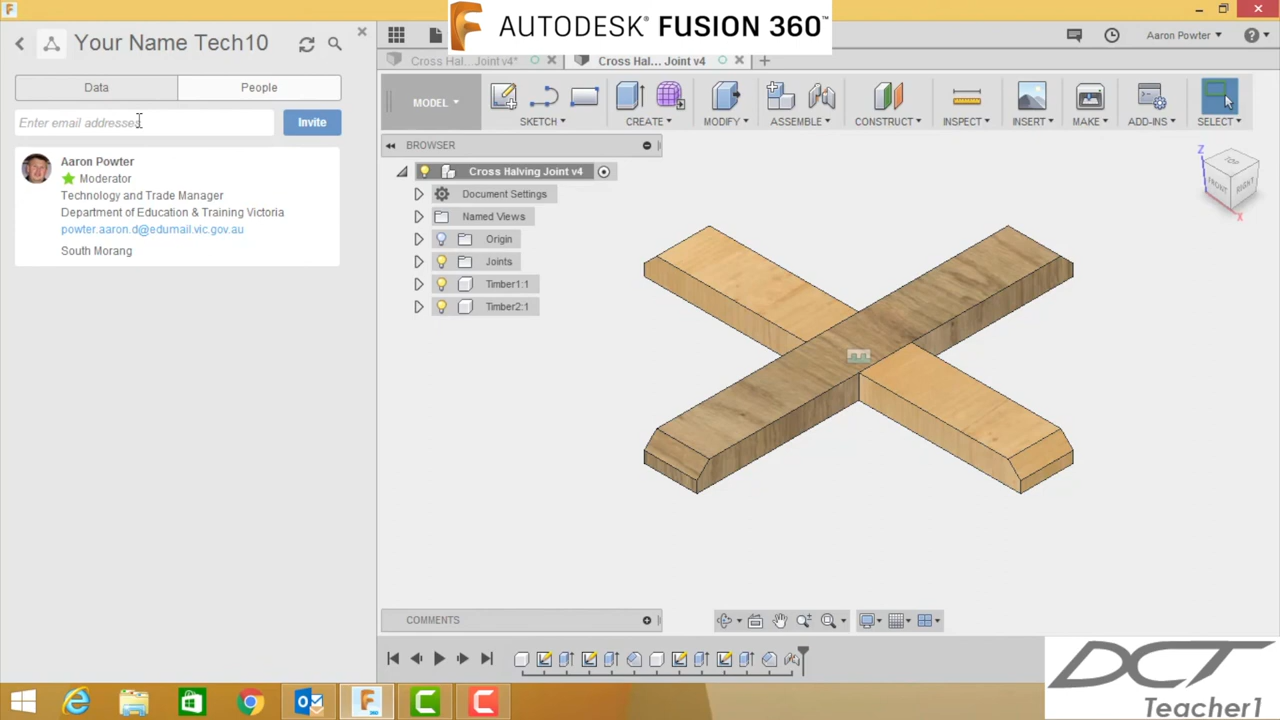 AUTODESK® FUSION 360™
Your Name Tech10
Aaron Powter
Cross Hal...Joint v4*
Cross Hal... Joint v4
Data
People
Enter email addresses
Invite
Aaron Powter
Moderator
Technology and Trade Manager
Department of Education & Training Victoria
powter.aaron.d@edumail.vic.gov.au
South Morang
MODEL
SKETCH
CREATE
MODIFY
ASSEMBLE
CONSTRUCT
INSPECT
INSERT
MAKE
ADD-INS
SELECT
BROWSER
Cross Halving Joint v4
Document Settings
Named Views
Origin
Joints
Timber1:1
Timber2:1
Z
TOP
FRONT
RIGHT
X
COMMENTS
DCT
Teacher1